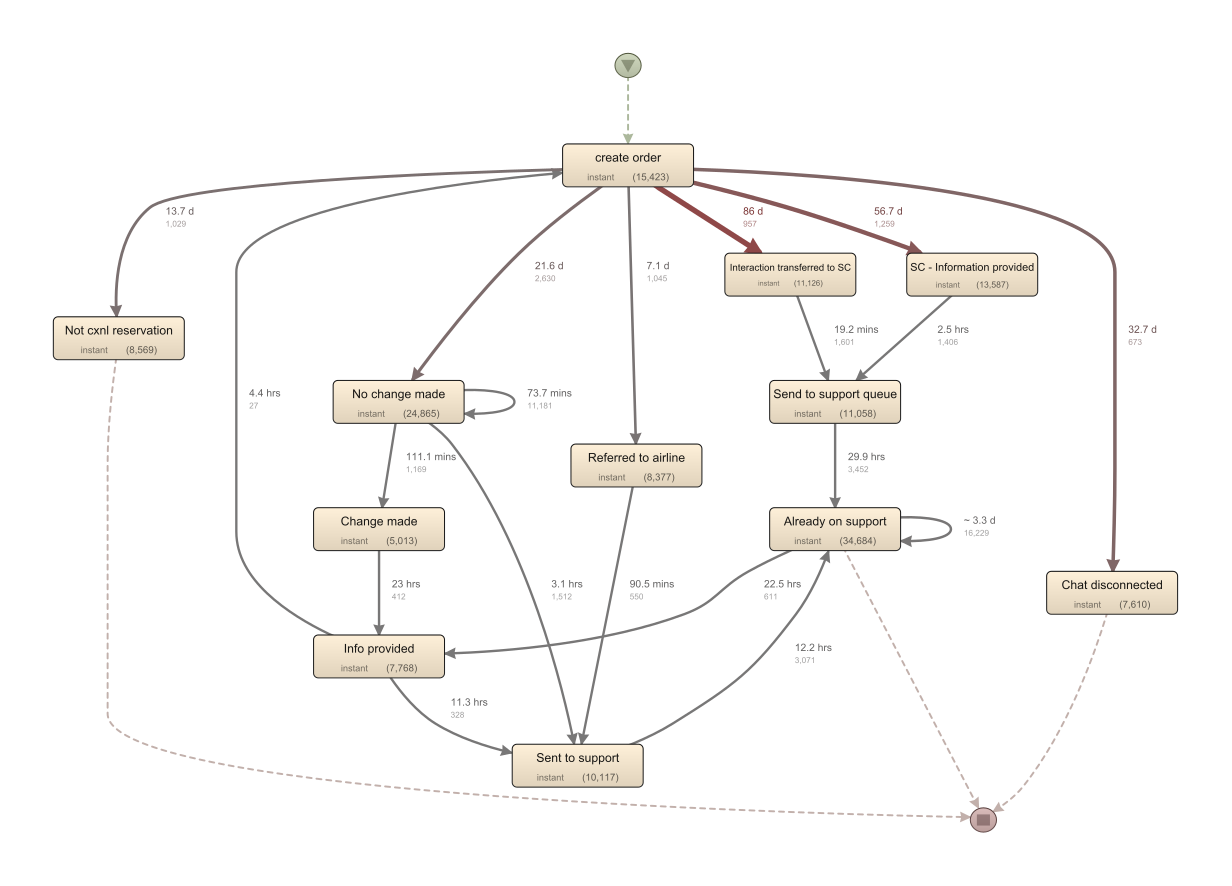 create order
instant (15,423)
13.7 d
1,029
86 d
957
56.7 d
1,259
21.6 d
2,630
7.1 d
1,045
Interaction transferred to SC
instant (11,126)
SC - Information provided
instant (13,587)
Not cxnl reservation
instant (8,569)
19.2 mins
1,601
2.5 hrs
1,406
32.7 d
673
4.4 hrs
27
No change made
instant (24,865)
73.7 mins
11,181
Send to support queue
instant (11,058)
111.1 mins
1,169
Referred to airline
instant (8,377)
29.9 hrs
3,452
Change made
instant (5,013)
Already on support
instant (34,684)
~ 3.3 d
16,229
23 hrs
412
3.1 hrs
1,512
90.5 mins
550
22.5 hrs
611
Chat disconnected
instant (7,610)
Info provided
instant (7,768)
12.2 hrs
3,071
11.3 hrs
328
Sent to support
instant (10,117)